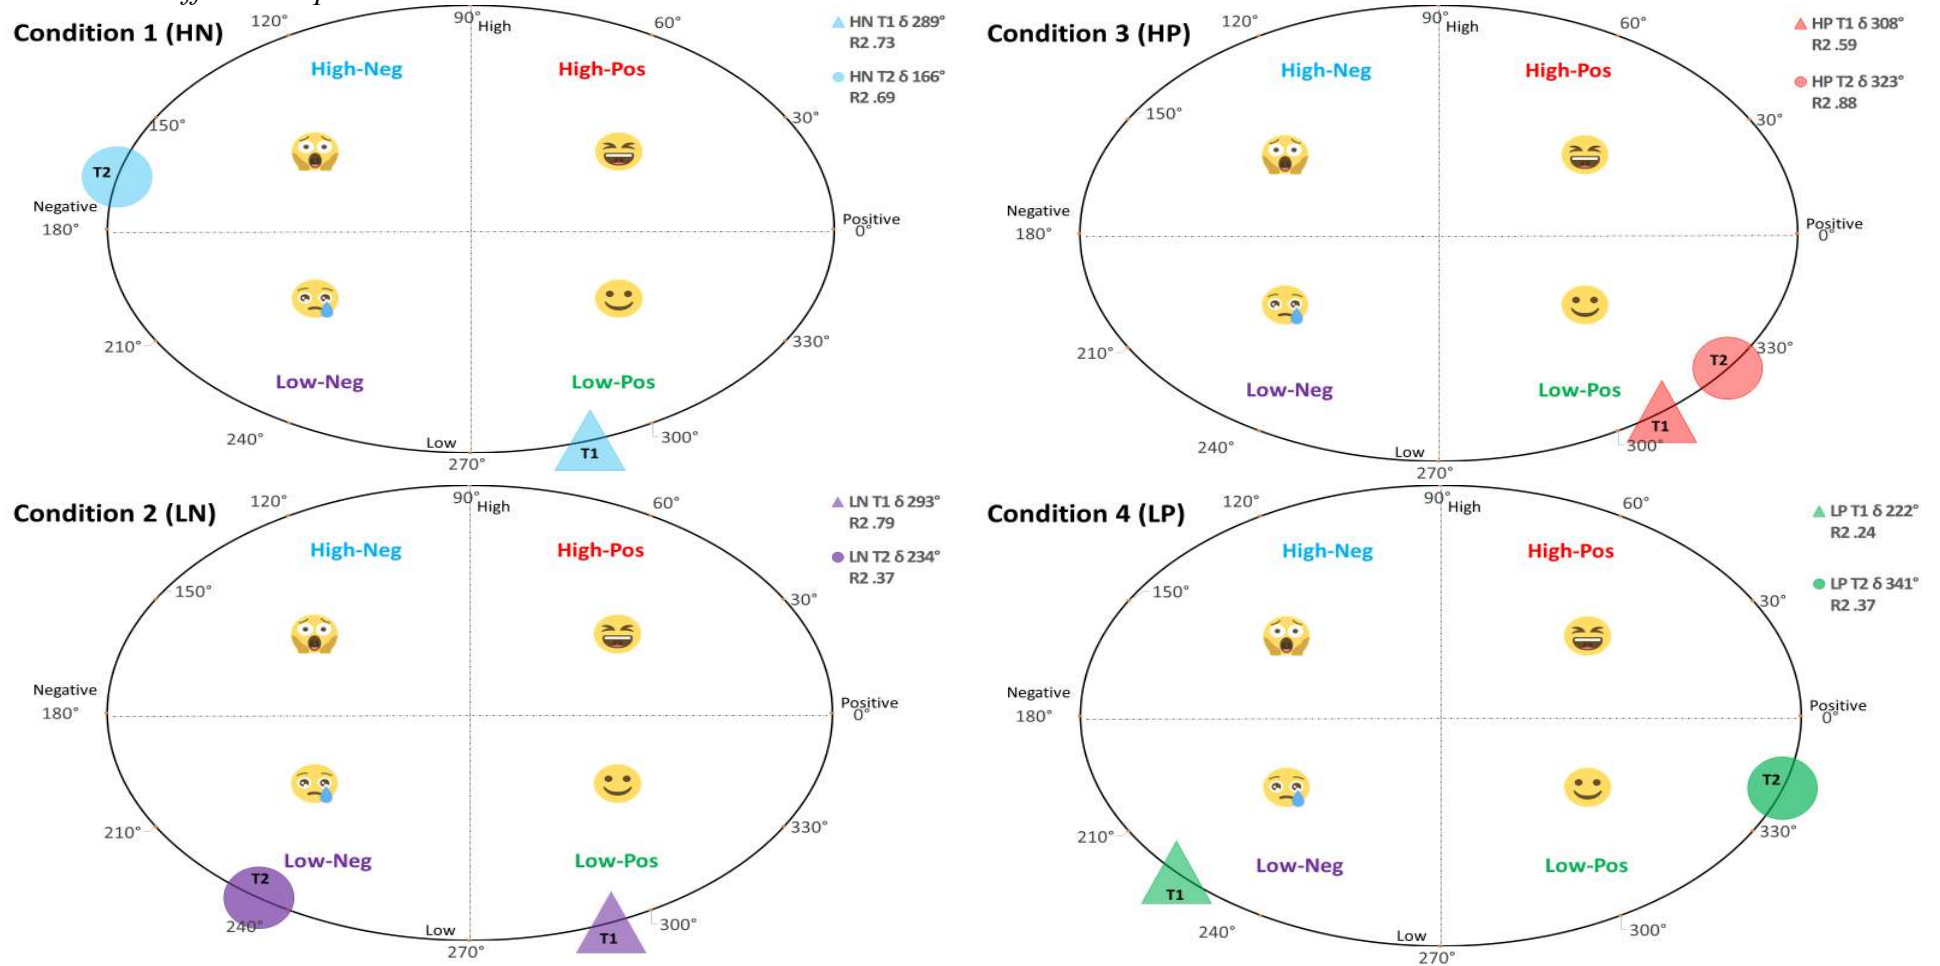 Condition 1 (HN)
120°
90°
High
60°
HN T1 δ 289°
R2 .73
High-Neg
High-Pos
HN T2 δ 166°
R2 .69
150°
30°
T2
Negative
180°
Positive
0°
210°
330°
Low-Neg
Low-Pos
240°
Low
270°
T1
300°
Condition 3 (HP)
120°
90°
High
60°
HP T1 δ 308°
R2 .59
High-Neg
High-Pos
HP T2 δ 323°
R2 .88
150°
30°
Negative
180°
Positive
0°
210°
330°
T2
Low-Neg
Low-Pos
T1
240°
Low
270°
300°
Condition 2 (LN)
120°
90°
High
60°
LN T1 δ 293°
R2 .79
High-Neg
High-Pos
LN T2 δ 234°
R2 .37
150°
30°
Negative
180°
Positive
0°
210°
330°
Low-Neg
Low-Pos
T2
240°
Low
270°
T1
300°
Condition 4 (LP)
120°
90°
High
60°
LP T1 δ 222°
R2 .24
High-Neg
High-Pos
LP T2 δ 341°
R2 .37
150°
30°
Negative
180°
Positive
0°
T2
210°
330°
Low-Neg
Low-Pos
T1
240°
Low
270°
300°